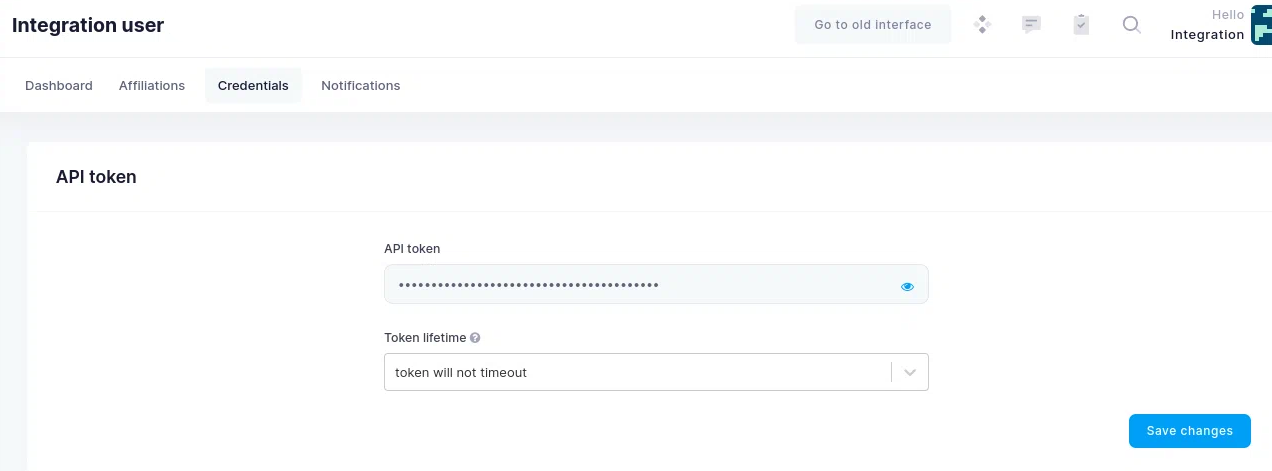 Integration user
Go to old interface
Hello
Integration
Dashboard Affiliations Credentials Notifications
API token
API token
••••••••••••••••••••••••••••••••••••••••
Token lifetime ?
token will not timeout
Save changes